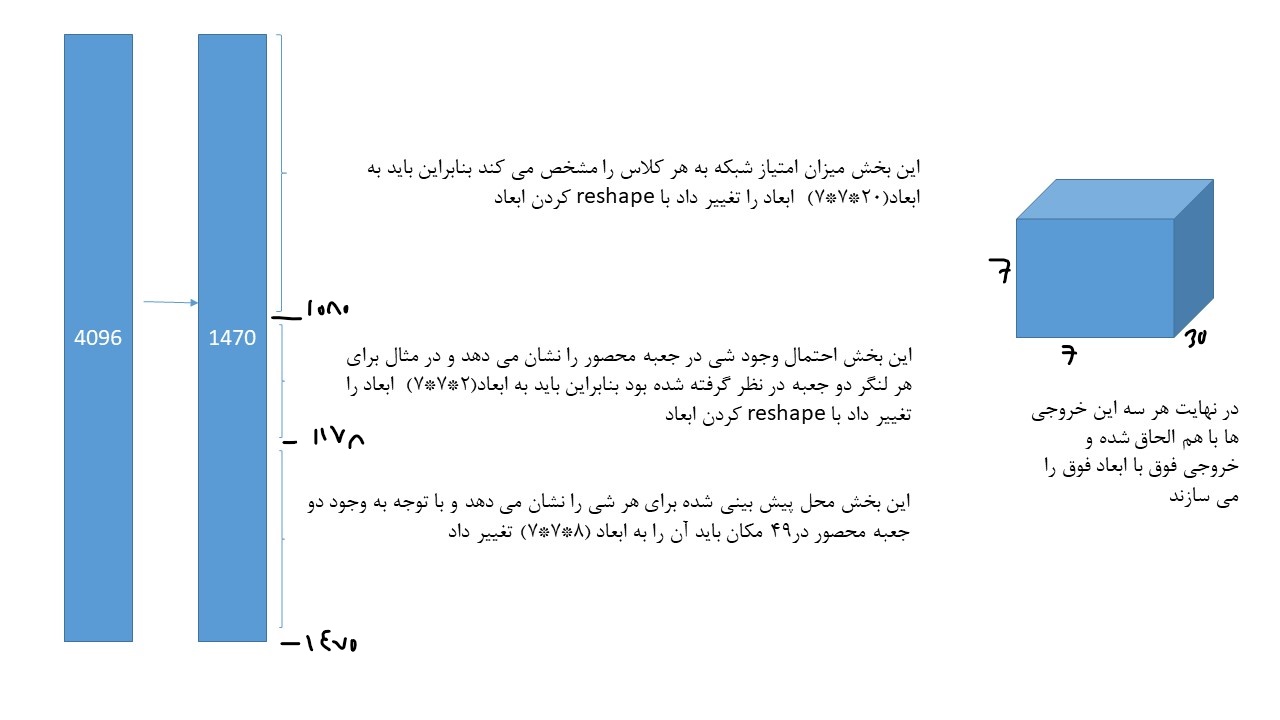 4096
1470
این بخش میزان امتیاز شبکه به هر کلاس را مشخص می کند بنابراین باید به
ابعاد(۷*۷*۲۰) ابعاد را تغییر داد با reshape کردن ابعاد
۱۰۸۰
این بخش احتمال وجود شی در جعبه محصور را نشان می دهد و در مثال برای
هر لنگر دو جعبه در نظر گرفته شده بود بنابراین باید به ابعاد(۷*۷*۲) ابعاد را
تغییر داد با reshape کردن ابعاد
۱۱۷۸
این بخش محل پیش بینی شده برای هر شی را نشان می دهد و با توجه به وجود دو
جعبه محصور در۴۹ مکان باید آن را به ابعاد (۷*۷*۸) تغییر داد
۱۴۷۰
7
7
30
در نهایت هر سه این خروجی
ها با هم الحاق شده و
خروجی فوق با ابعاد فوق را
می سازند